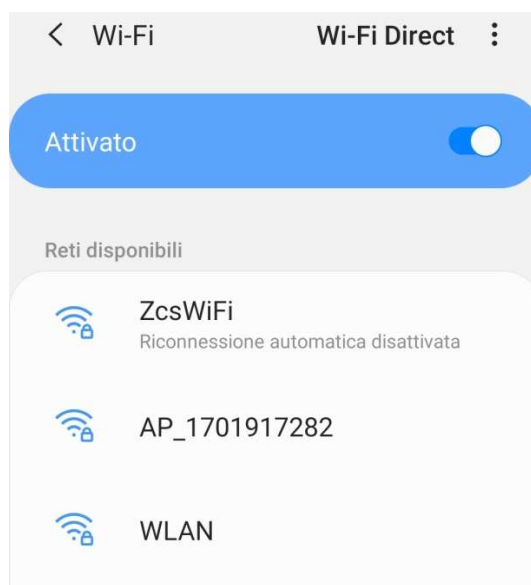 Wi-Fi Wi-Fi Direct
Attivato
Reti disponibili
ZcsWiFi
Riconnessione automatica disattivata
AP_1701917282
WLAN